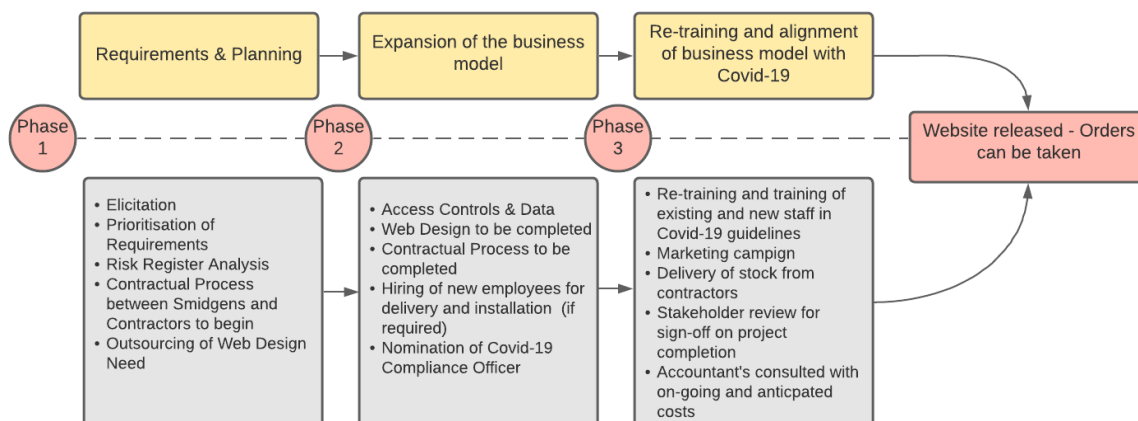 Requirements & Planning
Expansion of the business
model
Re-training and alignment
of business model with
Covid-19
Phase
1
Phase
2
Phase
3
Website released - Orders
can be taken
• Elicitation
• Prioritisation of
Requirements
• Risk Register Analysis
• Contractual Process
between Smidgens and
Contractors to begin
• Outsourcing of Web Design
Need
• Access Controls & Data
• Web Design to be completed
• Contractual Process to be
completed
• Hiring of new employees for
delivery and installation (if
required)
• Nomination of Covid-19
Compliance Officer
• Re-training and training of
existing and new staff in
Covid-19 guidelines
• Marketing campign
• Delivery of stock from
contractors
• Stakeholder review for
sign-off on project
completion
• Accountant's consulted with
on-going and anticpated
costs